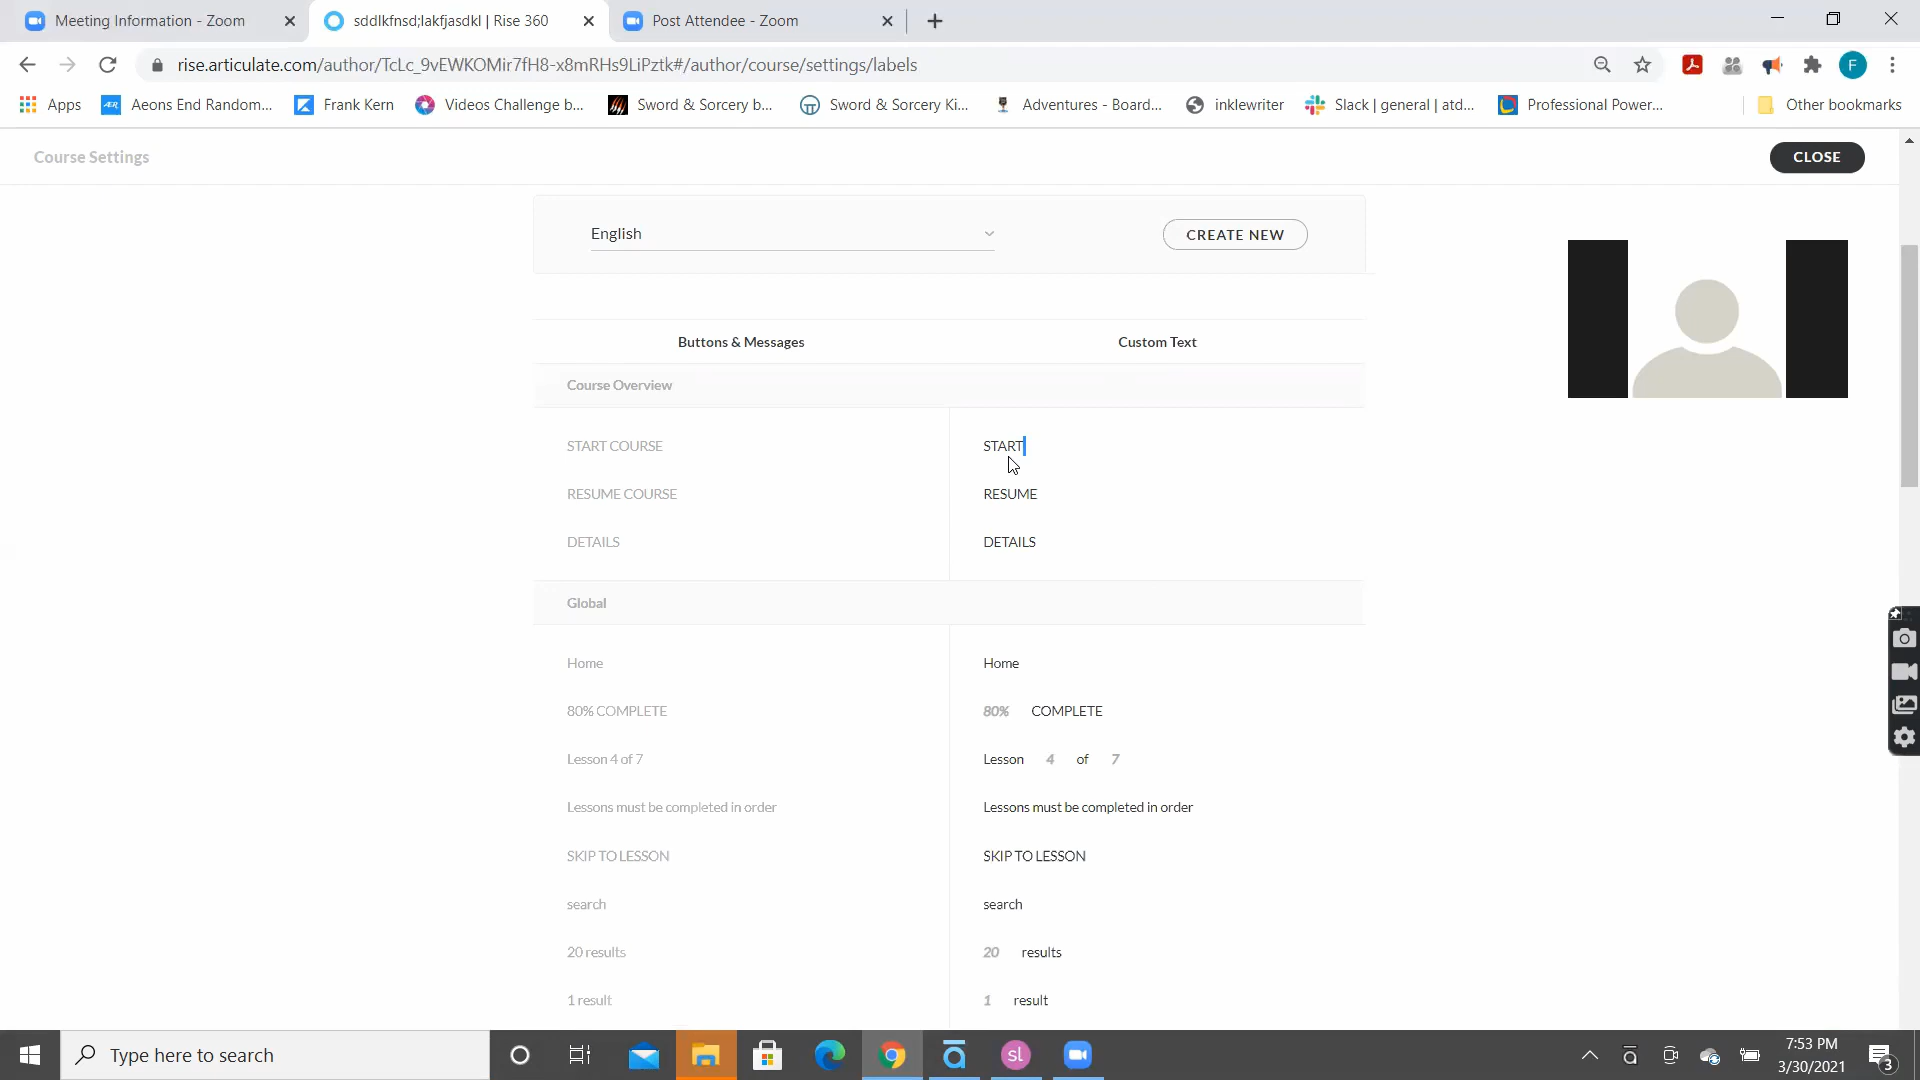 Meeting Information - Zoom
sddlkfnsd;lakfjasdkl | Rise 360
Post Attendee - Zoom
rise.articulate.com/author/TcLc_9vEWKOMir7fH8-x8mRHs9LiPztk#/author/course/settings/labels
F
Apps
AER
Aeons End Random...
Frank Kern
Videos Challenge b...
Sword & Sorcery b...
Sword & Sorcery Ki...
Adventures - Board...
inklewriter
Slack | general | atd...
Professional Power...
Other bookmarks
Course Settings
CLOSE
English
CREATE NEW
Buttons & Messages
Custom Text
Course Overview
START COURSE
START
RESUME COURSE
RESUME
DETAILS
DETAILS
Global
Home
Home
80% COMPLETE
80% COMPLETE
Lesson 4 of 7
Lesson 4 of 7
Lessons must be completed in order
Lessons must be completed in order
SKIP TO LESSON
SKIP TO LESSON
search
search
20 results
20 results
1 result
1 result
Type here to search
sl
7:53 PM
3/30/2021
3